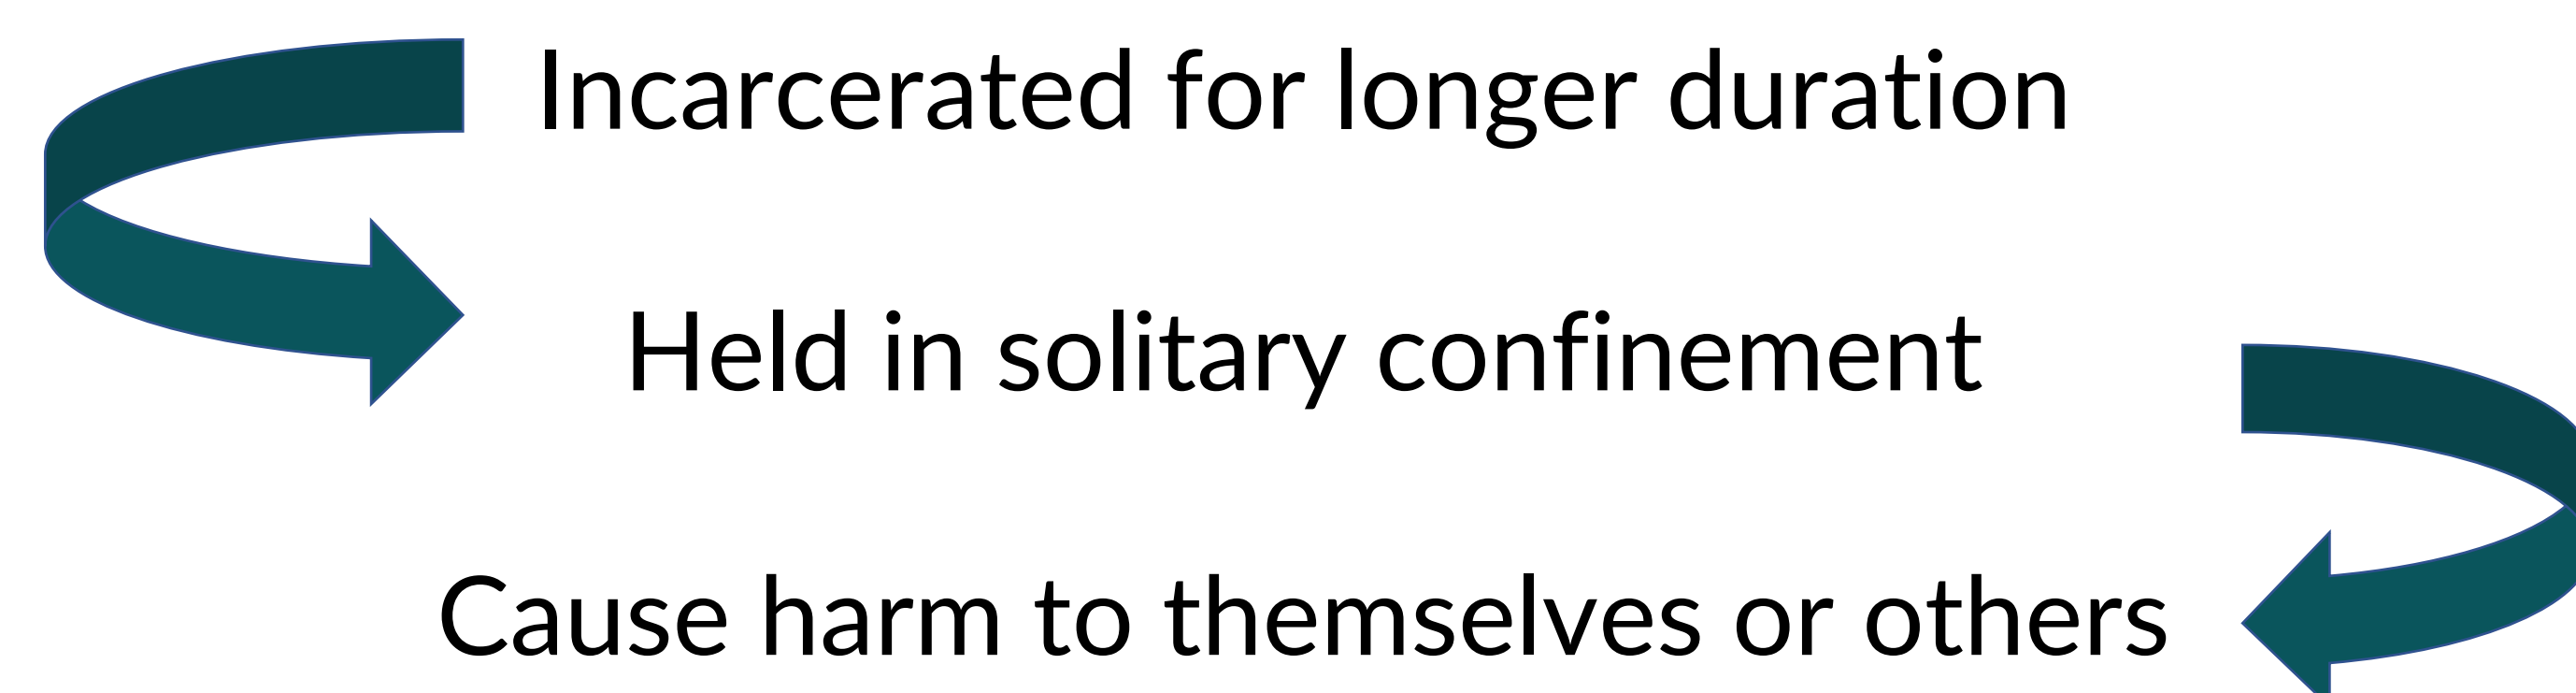 Incarcerated for longer duration
Held in solitary confinement
Cause harm to themselves or others